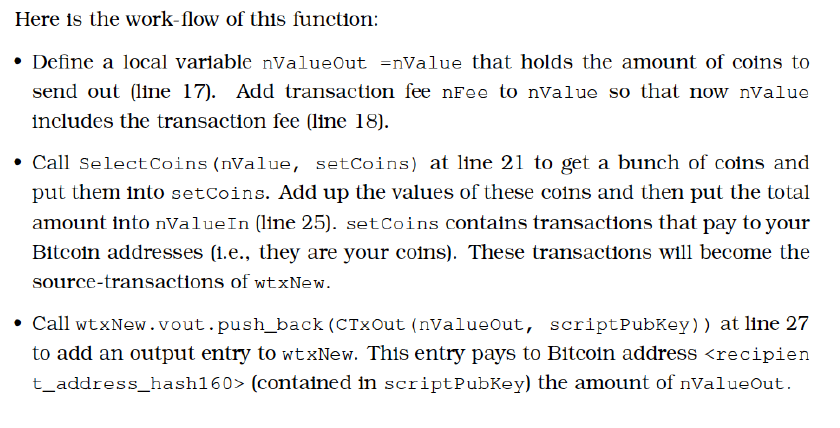 Here is the work-flow of this function:
• Define a local variable nValueOut =nValue that holds the amount of coins to
send out (line 17). Add transaction fee nFee to nValue so that now nValue
includes the transaction fee (line 18).
• Call SelectCoins(nValue, setCoins) at line 21 to get a bunch of coins and
put them into setCoins. Add up the values of these coins and then put the total
amount into nValueIn (line 25). setCoins contains transactions that pay to your
Bitcoin addresses (i.e., they are your coins). These transactions will become the
source-transactions of wtxNew.
• Call wtxNew.vout.push_back(CTxOut(nValueOut, scriptPubKey)) at line 27
to add an output entry to wtxNew. This entry pays to Bitcoin address <recipien
t_address_hash160> (contained in scriptPubKey) the amount of nValueOut.